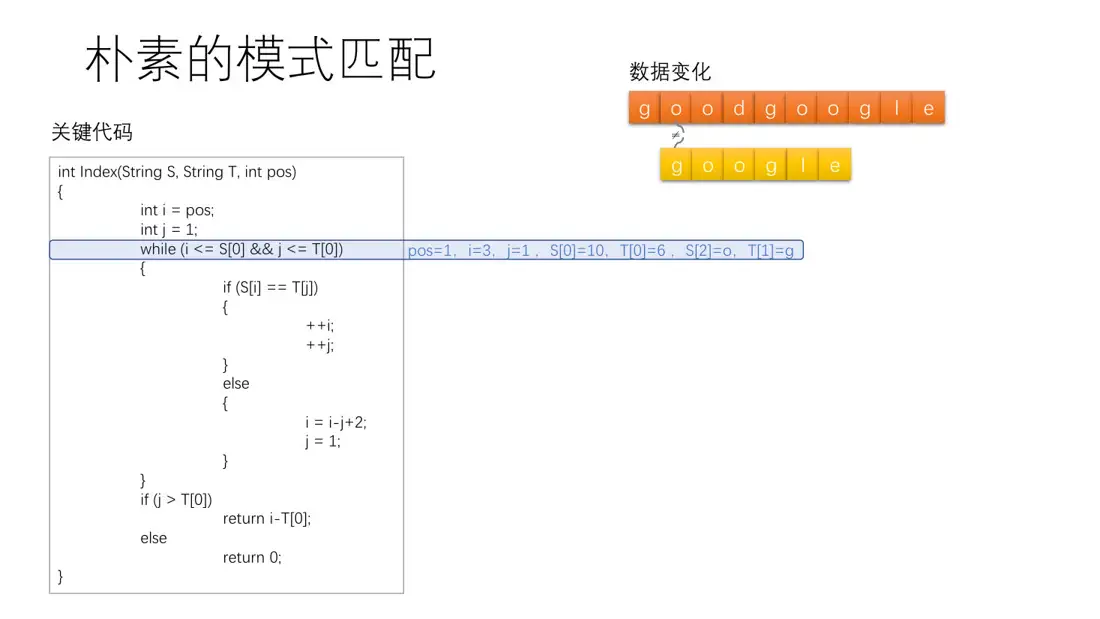 朴素的模式匹配
数据变化
g o o d g o o g l e
≠
g o o g l e
关键代码
int Index(String S, String T, int pos)
{
int i = pos;
int j = 1;
while (i <= S[0] && j <= T[0])
pos=1, i=3, j=1 , S[0]=10, T[0]=6 , S[2]=o, T[1]=g
{
if (S[i] == T[j])
{
++i;
++j;
}
else
{
i = i-j+2;
j = 1;
}
}
if (j > T[0])
return i-T[0];
else
return 0;
}